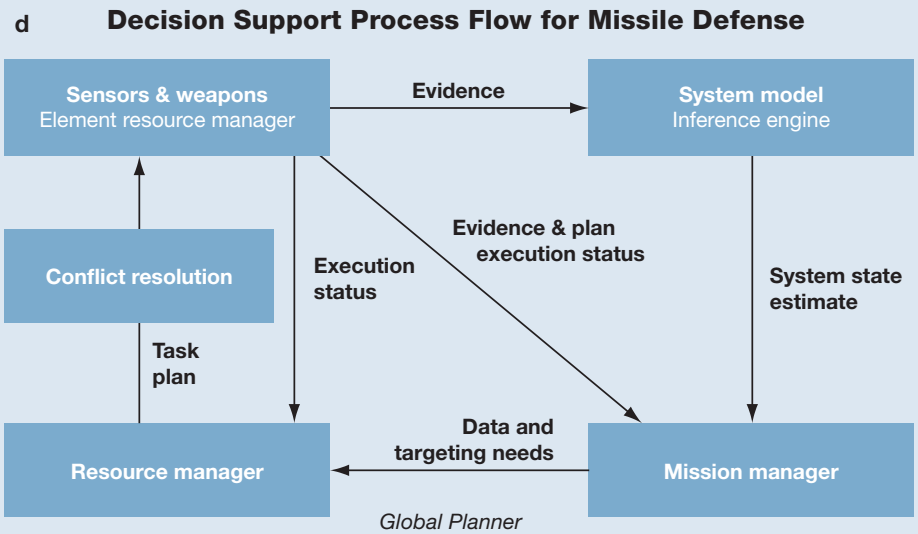 d
Decision Support Process Flow for Missile Defense
Sensors & weapons
Element resource manager
Evidence
System model
Inference engine
Conflict resolution
Execution
status
Evidence & plan
execution status
System state
estimate
Task
plan
Resource manager
Data and
targeting needs
Mission manager
Global Planner